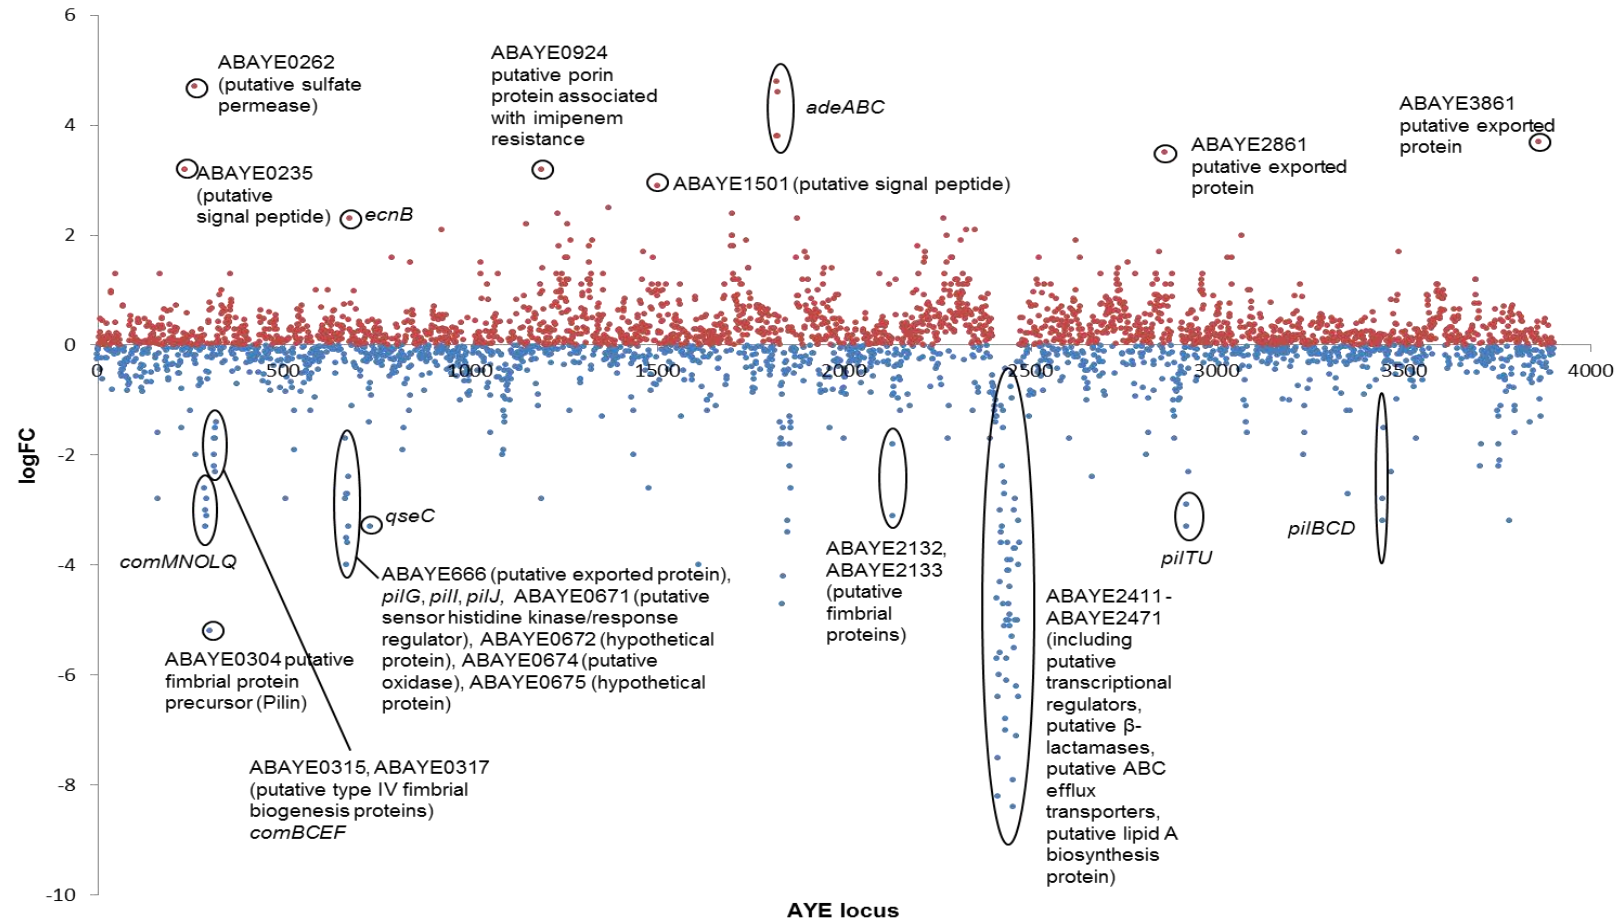 6
4
2
0
-2
-4
-6
-8
-10
0
500
1000
1500
2000
2500
3000
3500
4000
logFC
AYE locus
ABAYE0262
(putative sulfate
permease)
ABAYE0235
(putative
signal peptide)
ecnB
ABAYE0924
putative porin
protein associated
with imipenem
resistance
ABAYE1501 (putative signal peptide)
adeABC
ABAYE2861
putative exported
protein
ABAYE3861
putative exported
protein
comMNOLQ
ABAYE0304 putative
fimbrial protein
precursor (Pilin)
ABAYE0315, ABAYE0317
(putative type IV fimbrial
biogenesis proteins)
comBCEF
qseC
ABAYE666 (putative exported protein),
pilG, pilI, pilJ, ABAYE0671 (putative
sensor histidine kinase/response
regulator), ABAYE0672 (hypothetical
protein), ABAYE0674 (putative
oxidase), ABAYE0675 (hypothetical
protein)
ABAYE2132,
ABAYE2133
(putative
fimbrial
proteins)
ABAYE2411-
ABAYE2471
(including
putative
transcriptional
regulators,
putative β-
lactamases,
putative ABC
efflux
transporters,
putative lipid A
biosynthesis
protein)
pilTU
pilBCD